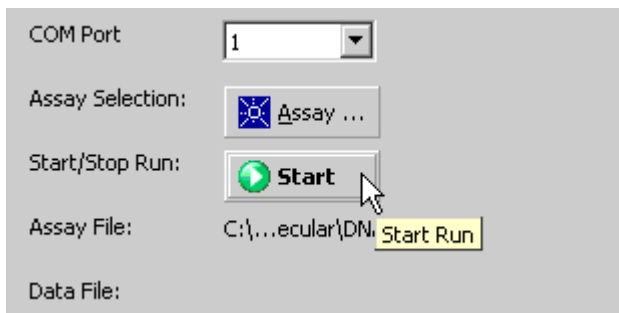 COM Port 1
Assay Selection: Assay ...
Start/Stop Run: Start
Assay File: C:\...ecular\DN
Start Run
Data File: